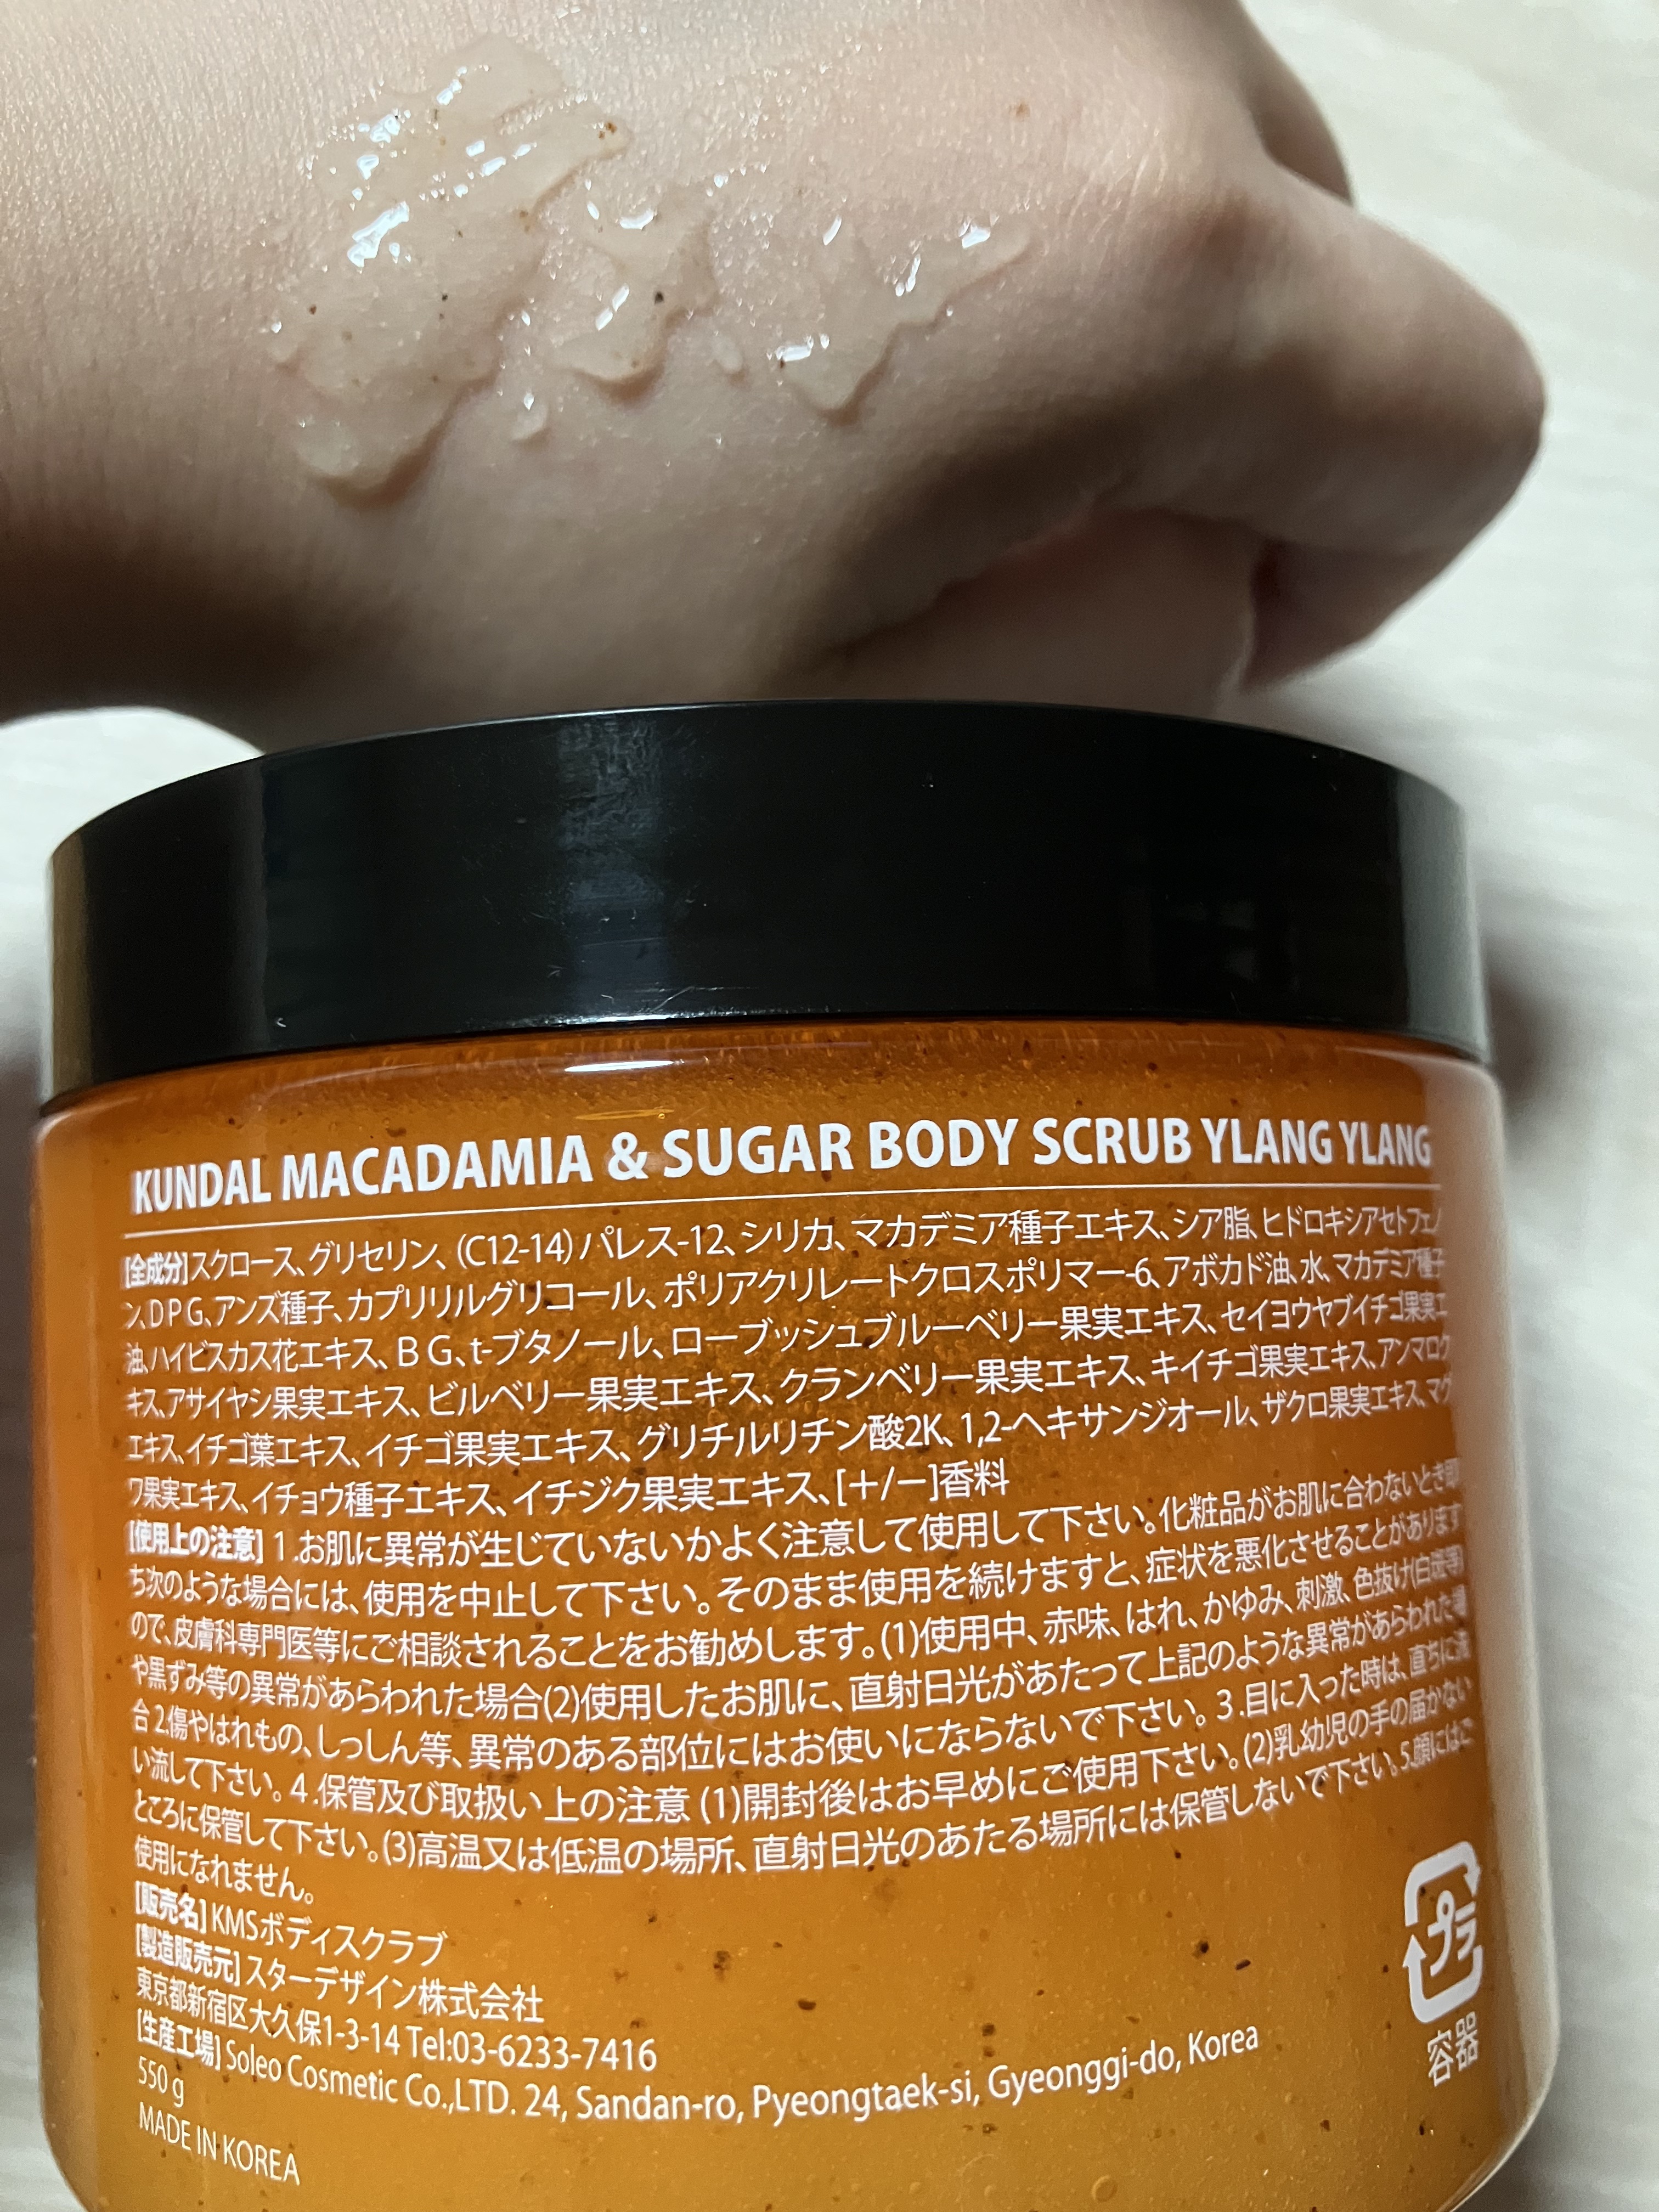 KUNDAL MACADAMIA & SUGAR BODY SCRUB YLANG YLANG
[全成分]スクロース、グリセリン、(C12-14)パレス-12、シリカ、マカデミア種子エキス、シア脂、ヒドロキシアセトフェノ
ン、DPG、アンズ種子、カプリリルグリコール、ポリアクリレートクロスポリマー-6、アボカド油、水、マカデミア種子
油、ハイビスカス花エキス、BG、t-ブタノール、ローブッシュブルーベリー果実エキス、セイヨウヤブイチゴ果実エ
キス、アサイヤシ果実エキス、ビルベリー果実エキス、クランベリー果実エキス、キイチゴ果実エキス、アンマロク
エキス、イチゴ葉エキス、イチゴ果実エキス、グリチルリチン酸2K、1,2-ヘキサンジオール、ザクロ果実エキス、マグ
ワ果実エキス、イチョウ種子エキス、イチジク果実エキス、[+/−]香料
[使用上の注意] 1.お肌に異常が生じていないかよく注意して使用して下さい。化粧品がお肌に合わないとき即
ち次のような場合には、使用を中止して下さい。そのまま使用を続けますと、症状を悪化させることがあります
ので、皮膚科専門医等にご相談されることをお勧めします。(1)使用中、赤味、はれ、かゆみ、刺激、色抜け(白斑等)
や黒ずみ等の異常があらわれた場合(2)使用したお肌に、直射日光があたって上記のような異常があらわれた場
合 2.傷やはれもの、しっしん等、異常のある部位にはお使いにならないで下さい。 3.目に入った時は、直ちに洗
い流して下さい。 4.保管及び取扱い上の注意 (1)開封後はお早めにご使用下さい。(2)乳幼児の手の届かない
ところに保管して下さい。(3)高温又は低温の場所、直射日光のあたる場所には保管しないで下さい。5.顔にはご
使用になれません。
[販売名] KMSボディスクラブ
[製造販売元] スターデザイン株式会社
東京都新宿区大久保1-3-14 Tel:03-6233-7416
[生産工場] Soleo Cosmetic Co.,LTD. 24, Sandan-ro, Pyeongtaek-si, Gyeonggi-do, Korea
550 g
MADE IN KOREA
プラ
容器